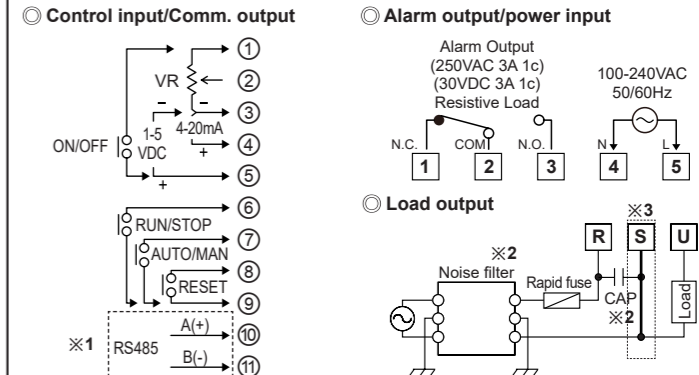 ◎ Control input/Comm. output
①
VR
②
− −
③
ON/OFF
1-5
VDC
4-20mA
+
④
+
⑤
⑥
RUN/STOP
⑦
AUTO/MAN
⑧
RESET
⑨
※1
RS485
A(+)
⑩
B(-)
⑪
◎ Alarm output/power input
Alarm Output
(250VAC 3A 1c)
(30VDC 3A 1c)
Resistive Load
100-240VAC
50/60Hz
N.C. COM N.O. N L
1 2 3 4 5
◎ Load output
※3
R S U
※2
Noise filter
Rapid fuse
CAP
※2
Load